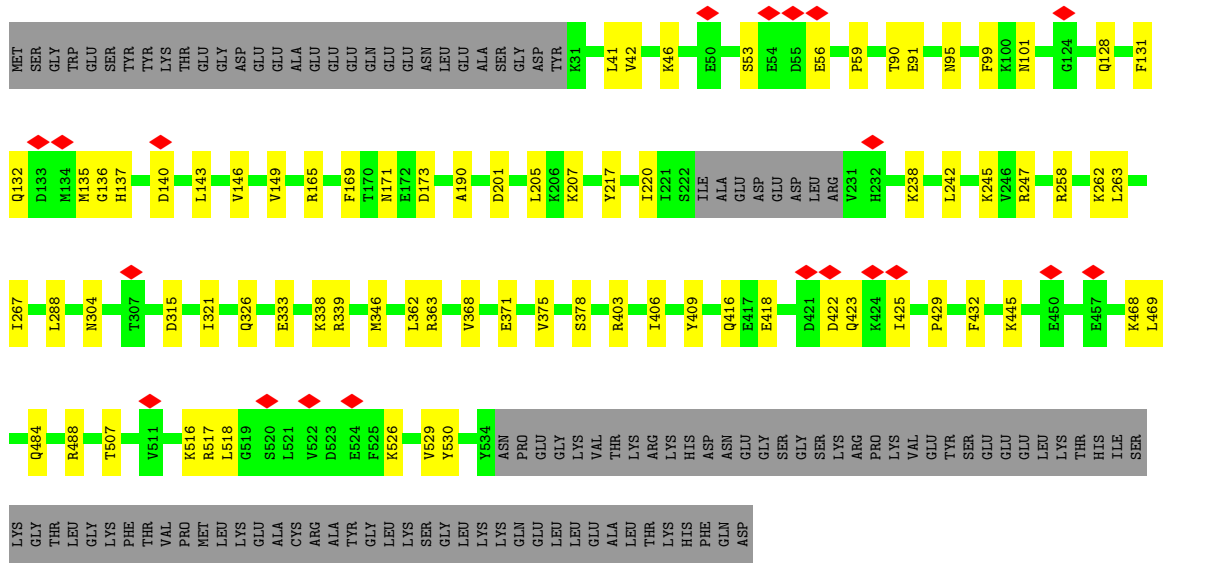 MET SER GLY TRP GLU SER TYR TYR LYS THR GLU GLY ASP GLU GLU ALA GLU GLU GLU GLN GLU GLU ASN LEU GLU ALA SER GLY ASP TYR K31 L41 V42 K46 E50 S53 E54 D55 E56 P59 T90 E91 N95 F99 K100 N101 G124 Q128 F131
Q132 D133 M134 M135 G136 H137 D140 L143 V146 V149 R165 F169 T170 N171 E172 D173 A190 D201 L205 K206 K207 Y217 I220 I221 S222 ILE ALA GLU ASP GLU ASP LEU ARG V231 H232 K238 L242 K245 V246 R247 R258 K262 L263
I267 L288 N304 T307 D315 I321 Q326 E333 K338 R339 M346 L362 R363 V368 E371 V375 S378 R403 I406 Y409 Q416 E417 E418 D421 D422 Q423 K424 I425 P429 F432 K445 E450 E457 K468 L469
Q484 R488 T507 V511 K516 R517 L518 G519 S520 L521 V522 D523 E524 F525 K526 V529 Y530 Y534 ASN PRO GLU GLY LYS VAL THR ARG LYS HIS ASP ASN GLU GLY SER GLY SER LYS ARG PRO LYS VAL GLU TYR SER GLU GLU GLU LEU LYS THR HIS ILE SER
LYS GLY THR LEU GLY LYS PHE THR VAL PRO MET LEU LYS GLU ALA CYS ARG ALA TYR GLY LEU LYS SER GLY LEU LYS LYS GLN GLU LEU LEU GLU ALA LEU THR LYS HIS PHE GLN ASP